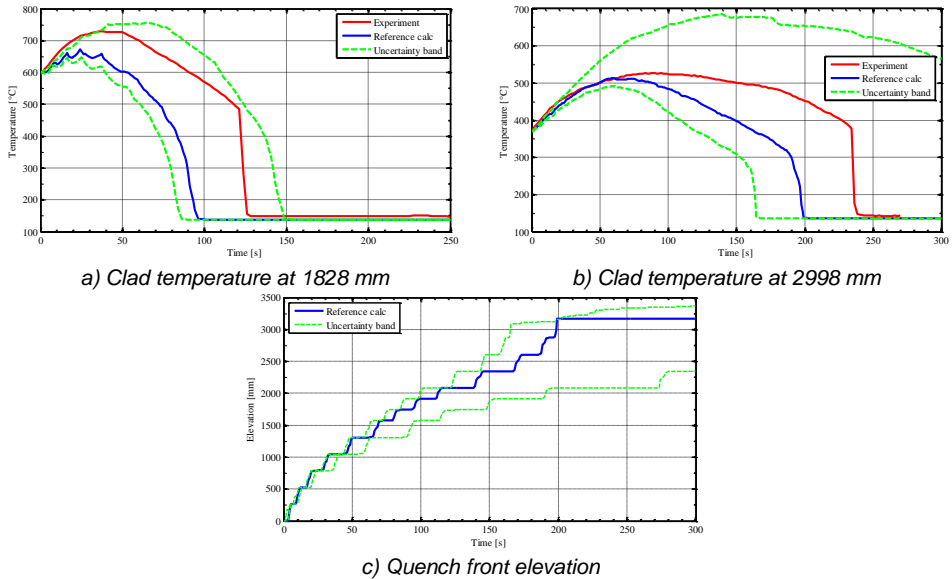 800
700
600
500
400
300
200
100
Temperature [°C]
Experiment
Reference calc
Uncertainty band
0 50 100 150 200 250
Time [s]
a) Clad temperature at 1828 mm
700
600
500
400
300
200
100
Temperature [°C]
Experiment
Reference calc
Uncertainty band
0 50 100 150 200 250 300
Time [s]
b) Clad temperature at 2998 mm
3500
3000
2500
2000
1500
1000
500
0
Elevation [mm]
Reference calc
Uncertainty band
0 50 100 150 200 250 300
Time [s]
c) Quench front elevation